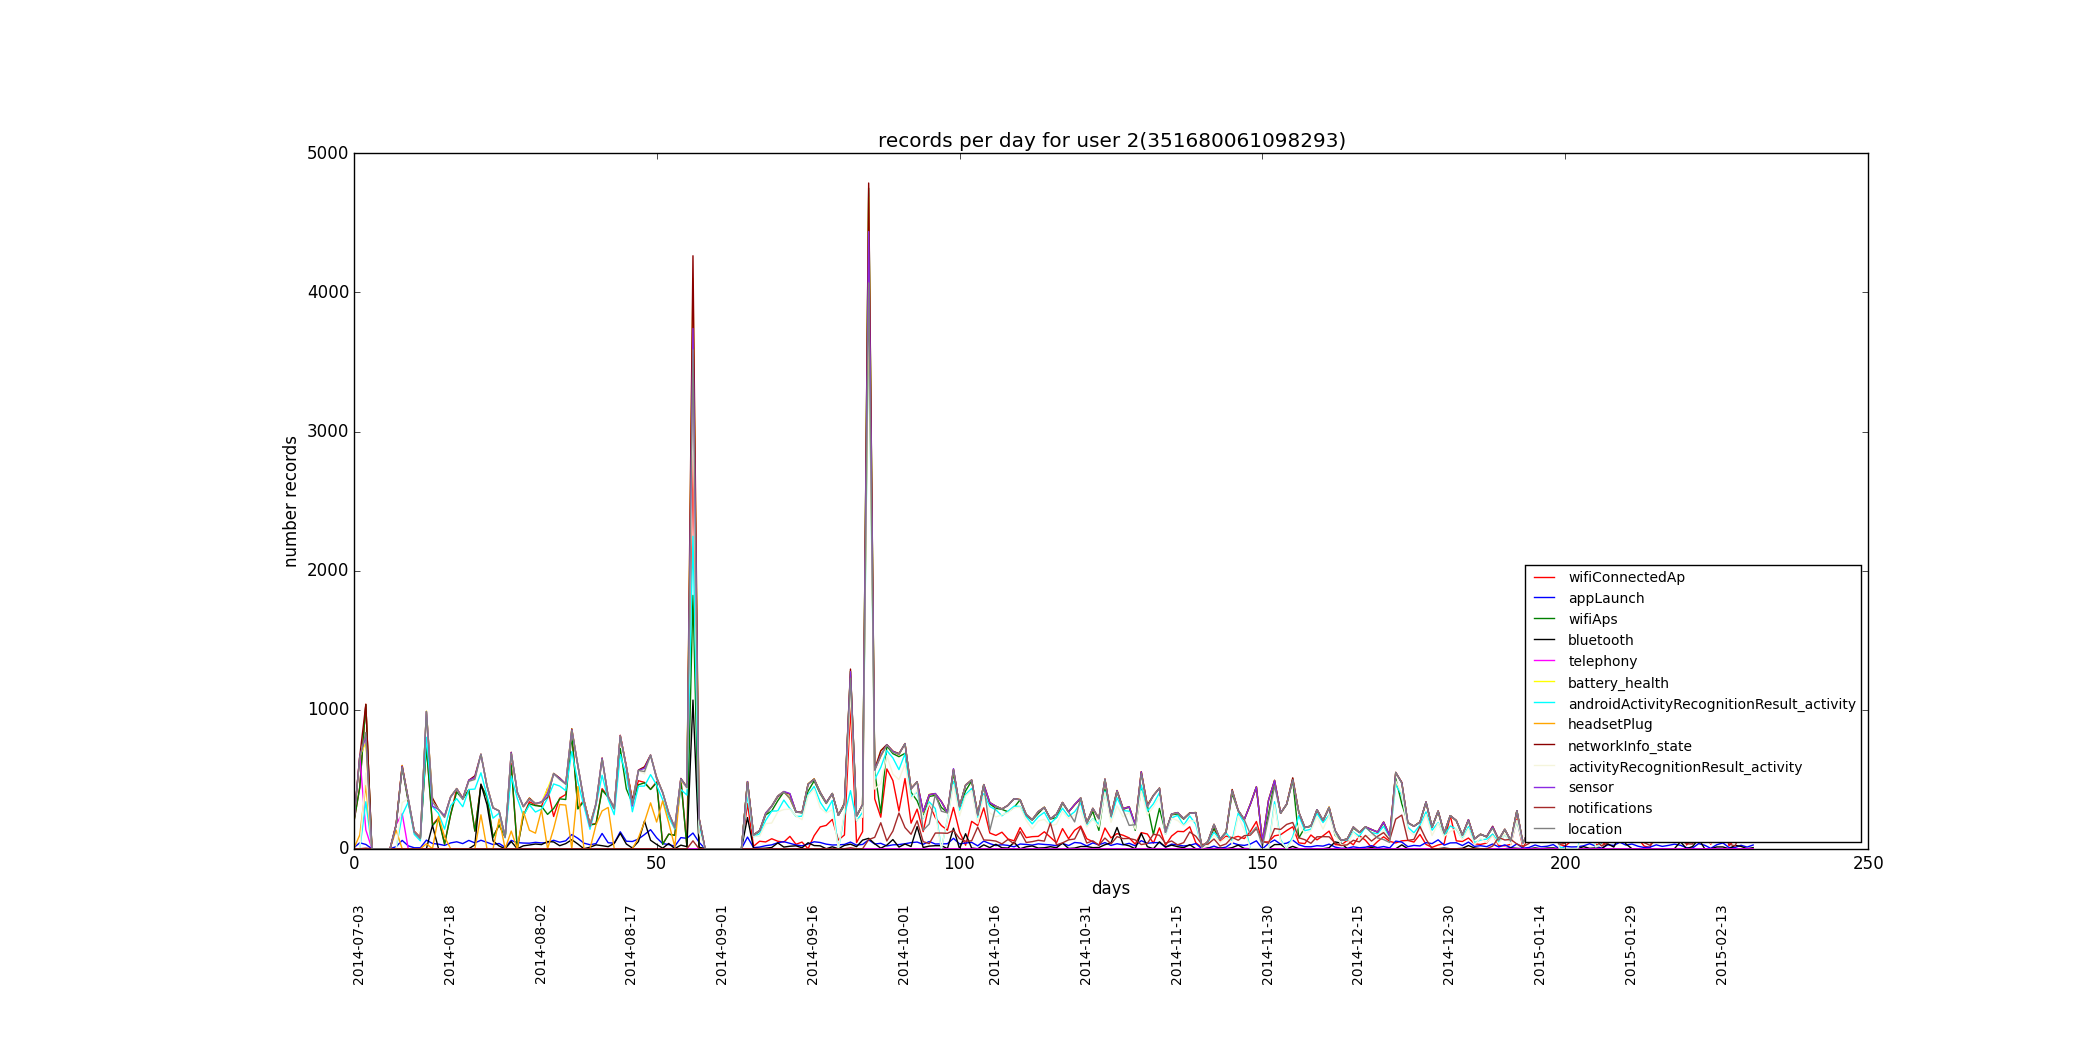 records per day for user 2(351680061098293)
5000
4000
3000
2000
1000
0
number records
wifiConnectedAp
appLaunch
wifiAps
bluetooth
telephony
battery_health
androidActivityRecognitionResult_activity
headsetPlug
networkInfo_state
activityRecognitionResult_activity
sensor
notifications
location
0 50 100 150 200 250
days
2014-07-03
2014-07-18
2014-08-02
2014-08-17
2014-09-01
2014-09-16
2014-10-01
2014-10-16
2014-10-31
2014-11-15
2014-11-30
2014-12-15
2014-12-30
2015-01-14
2015-01-29
2015-02-13